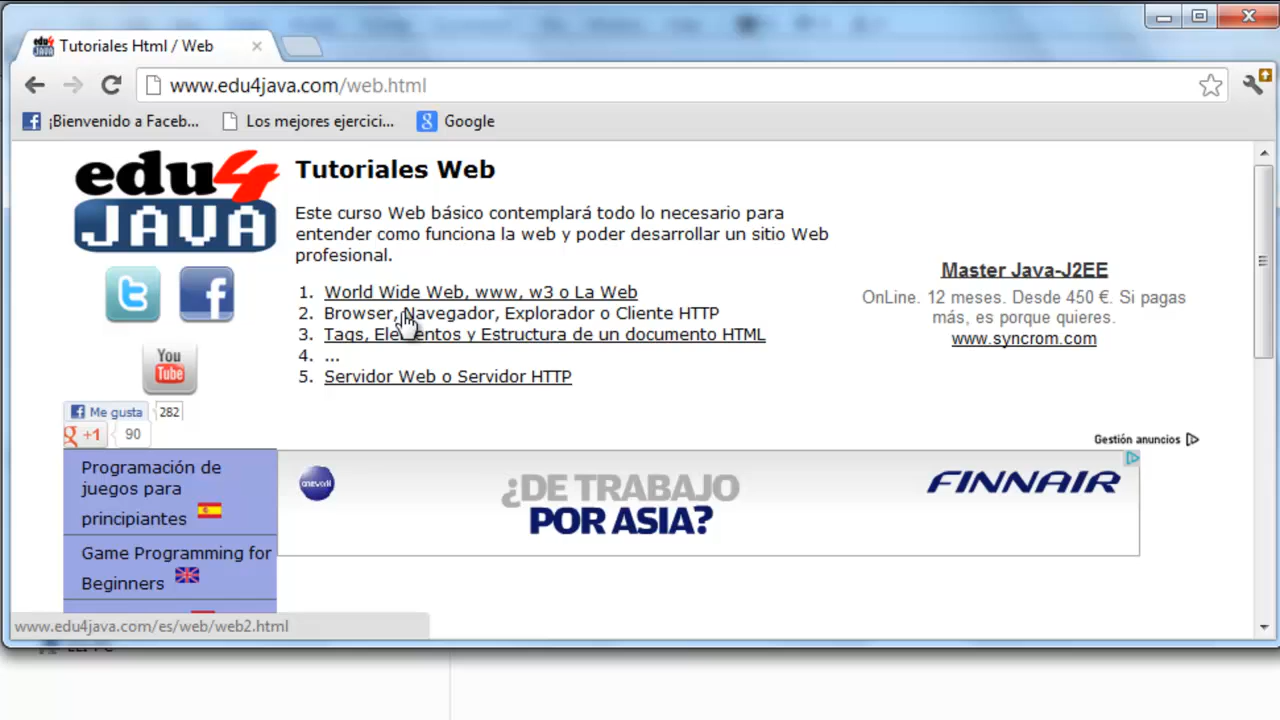 Tutoriales Html / Web
www.edu4java.com/web.html
¡Bienvenido a Faceb...
Los mejores ejercici...
Google
edu4
JAVA
Tutoriales Web
Este curso Web básico contemplará todo lo necesario para
entender como funciona la web y poder desarrollar un sitio Web
profesional.
1. World Wide Web, www, w3 o La Web
2. Browser, Navegador, Explorador o Cliente HTTP
3. Tags, Elementos y Estructura de un documento HTML
4. ...
5. Servidor Web o Servidor HTTP
Master Java-J2EE
OnLine. 12 meses. Desde 450 €. Si pagas
más, es porque quieres.
www.syncrom.com
You
Tube
Me gusta 282
+1 90
Gestión anuncios
Programación de
juegos para
principiantes
Game Programming for
Beginners
¿DE TRABAJO
POR ASIA?
FINNAIR
www.edu4java.com/es/web/web2.html